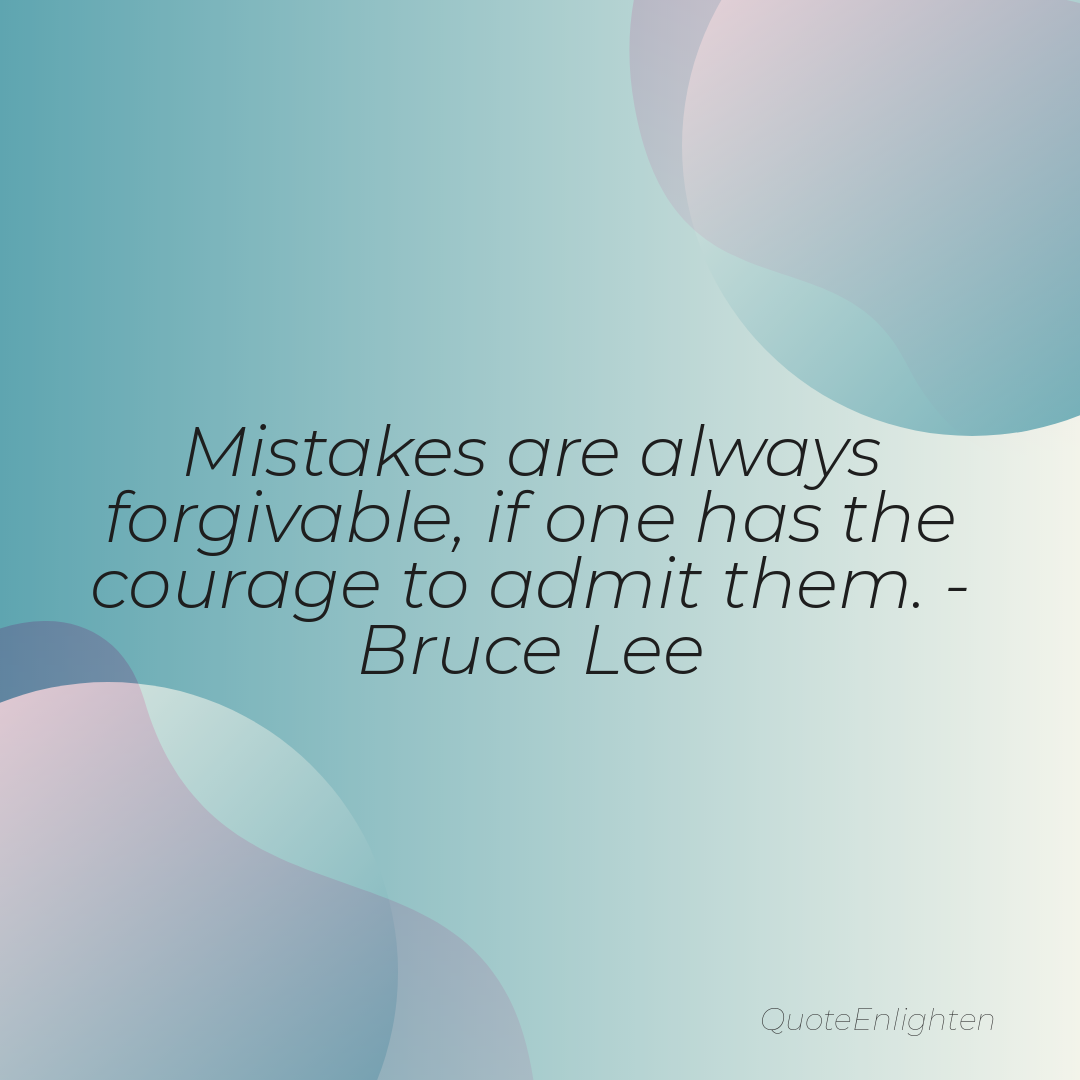 Mistakes are always
forgivable, if one has the
courage to admit them. -
Bruce Lee
QuoteEnlighten